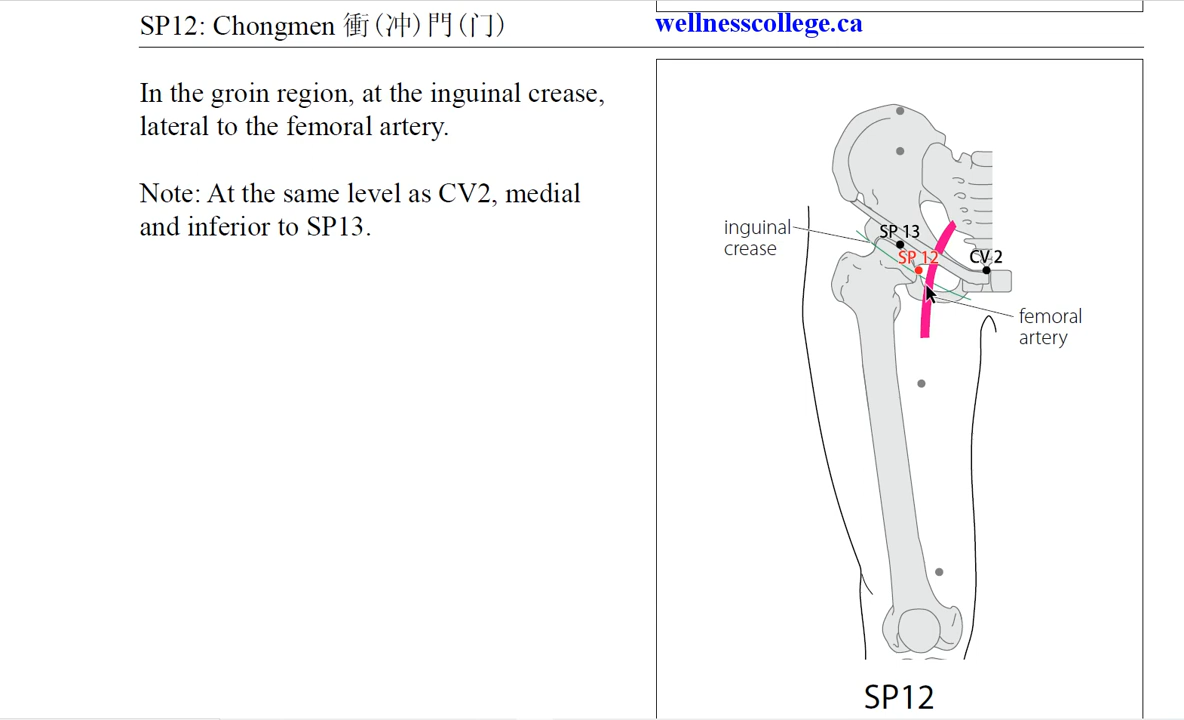 SP12: Chongmen 衝(冲)門(门)
wellnesscollege.ca
In the groin region, at the inguinal crease,
lateral to the femoral artery.
Note: At the same level as CV2, medial
and inferior to SP13.
inguinal
crease
SP 13
SP 12
CV 2
femoral
artery
SP12